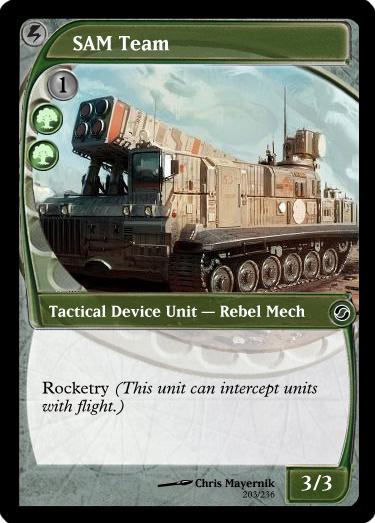 SAM Team
1
Tactical Device Unit — Rebel Mech
Rocketry (This unit can intercept units
with flight.)
Chris Mayernik
203/236
3/3